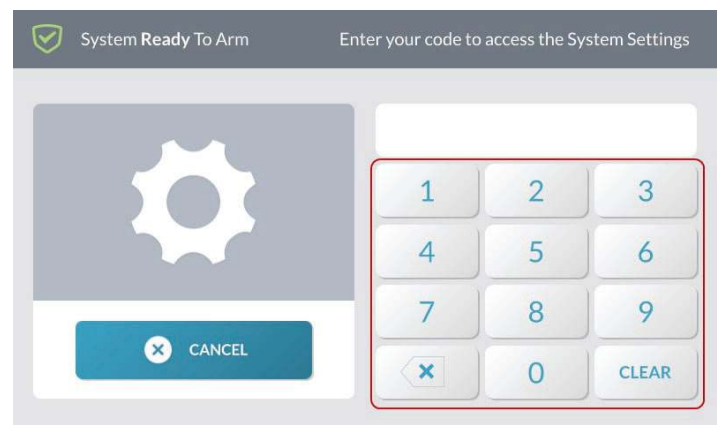 System Ready To Arm
Enter your code to access the System Settings
1 2 3
4 5 6
7 8 9
0 CLEAR
CANCEL